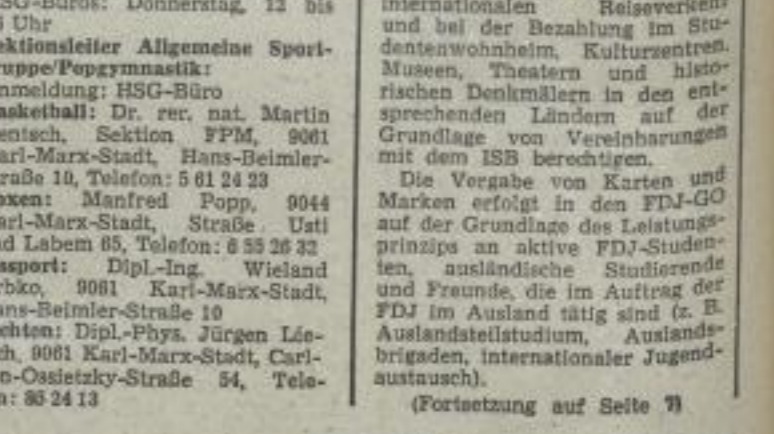 SG-Büros: Donnerstag, 12 bis
Uhr
ektionsleiter Allgemeine Sport-
ruppe/Popgymnastik:
nmeldung: HSG-Büro
asketball: Dr. rer. nat. Martin
entsch, Sektion FPM, 9061
arl-Marx-Stadt, Hans-Beimler-
raße 10, Telefon: 5 61 24 23
oxen: Manfred Popp, 9044
arl-Marx-Stadt, Straße Usti
d Labem 65, Telefon: 6 55 26 32
ssport: Dipl.-Ing. Wieland
rbko, 9061 Karl-Marx-Stadt,
ans-Beimler-Straße 10
chten: Dipl.-Phys. Jürgen Lie-
ch, 9061 Karl-Marx-Stadt, Carl-
n-Ossietzky-Straße 54, Tele-
n: 85 24 13
internationalen Reiseverkehr
und bei der Bezahlung im Stu-
dentenwohnheim, Kulturzentren,
Museen, Theatern und histo-
rischen Denkmälern in den ent-
sprechenden Ländern auf der
Grundlage von Vereinbarungen
mit dem ISB berechtigen.
Die Vergabe von Karten und
Marken erfolgt in den FDJ-GO
auf der Grundlage des Leistungs-
prinzips an aktive FDJ-Studen-
ten, ausländische Studierende
und Freunde, die im Auftrag der
FDJ im Ausland tätig sind (z. B.
Auslandsteilstudium, Auslands-
brigaden, internationaler Jugend-
austausch).
(Fortsetzung auf Seite 7)